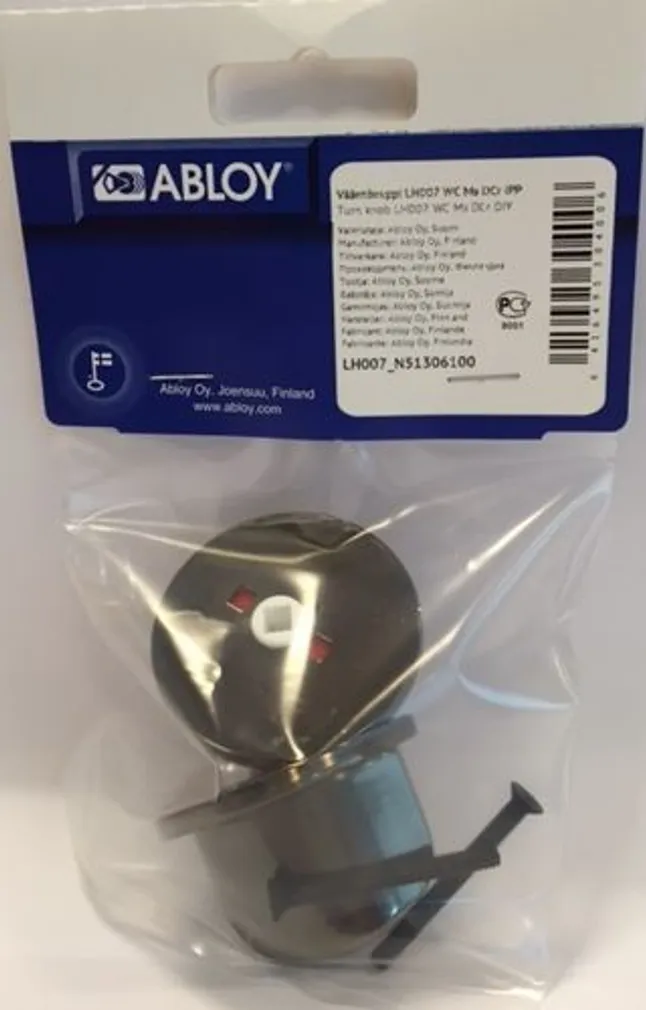 ABLOY®
Abloy Oy, Joensuu, Finland
www.abloy.com
LH007 WC Ms DCr
Turn knob LH007 WC Ms DCr DIY
Valmistaja: Abloy Oy, Suomi
Manufacturer: Abloy Oy, Finland
Tillverkare: Abloy Oy, Finland
Производитель: Abloy Oy, Финляндия
Tootja: Abloy Oy, Soome
Abloy Oy, Somija
Gamintojas: Abloy Oy, Suomija
Hersteller: Abloy Oy, Finnland
Fabricant: Abloy Oy, Finlande
Fabricante: Abloy Oy, Finlandia
LH007_N51306100
РСТ